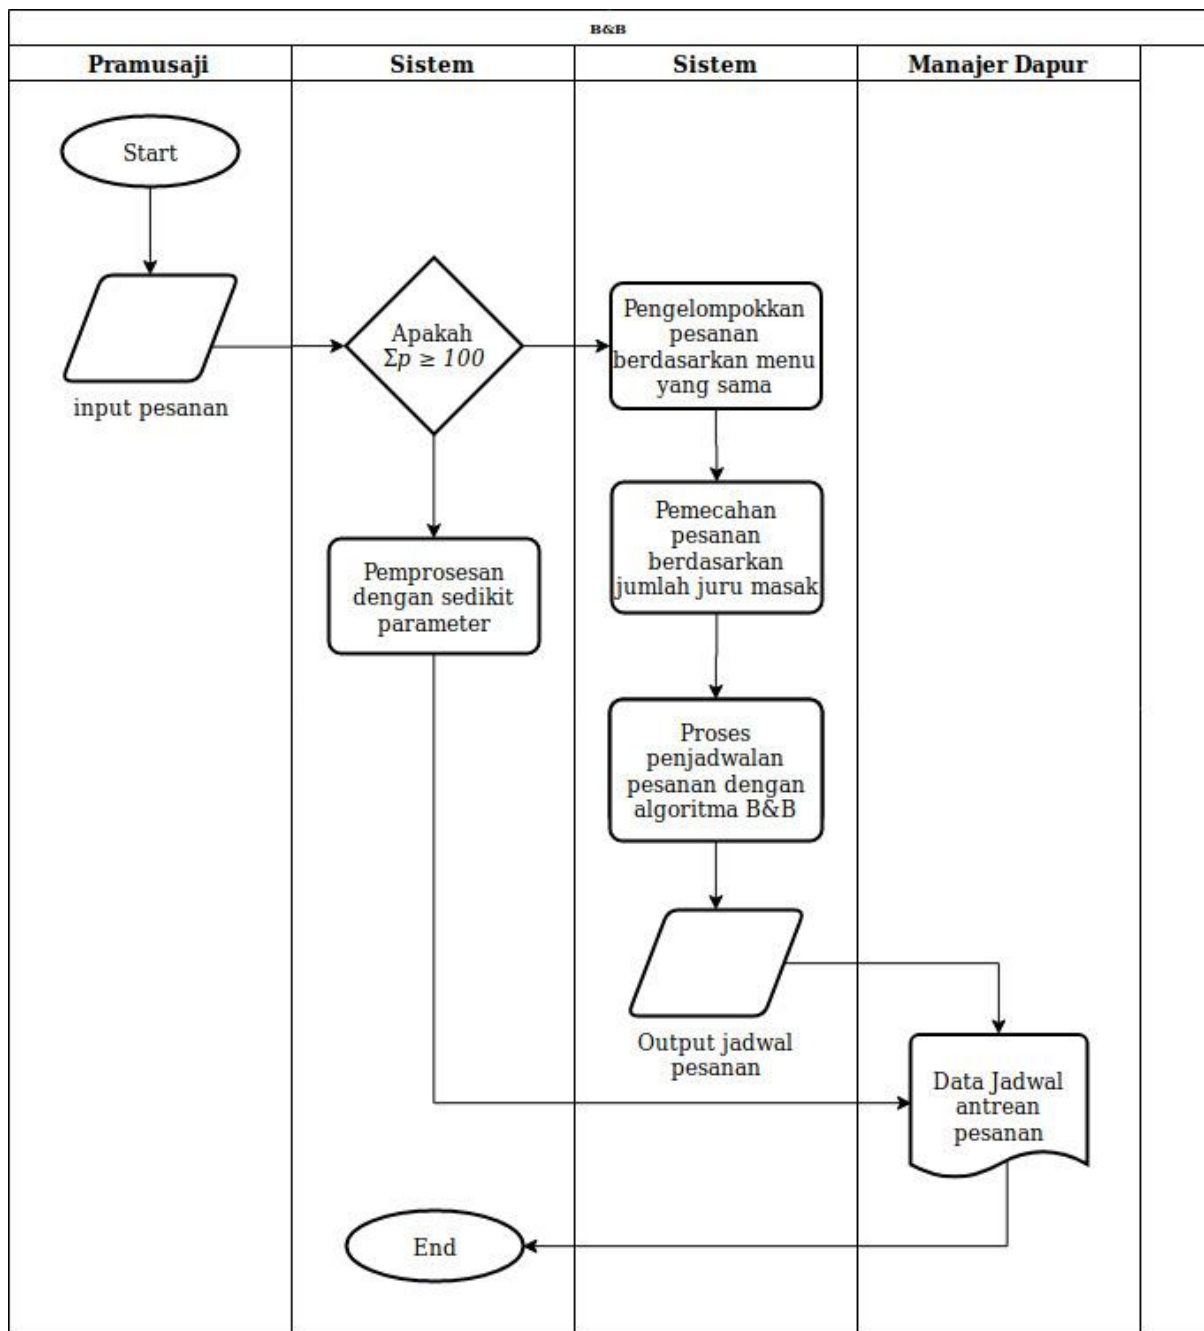 B&B
Pramusaji
Sistem
Sistem
Manajer Dapur
Start
input pesanan
Apakah
Σp ≥ 100
Pemprosesan
dengan sedikit
parameter
Pengelompokkan
pesanan
berdasarkan menu
yang sama
Pemecahan
pesanan
berdasarkan
jumlah juru masak
Proses
penjadwalan
pesanan dengan
algoritma B&B
Output jadwal
pesanan
Data Jadwal
antrean
pesanan
End